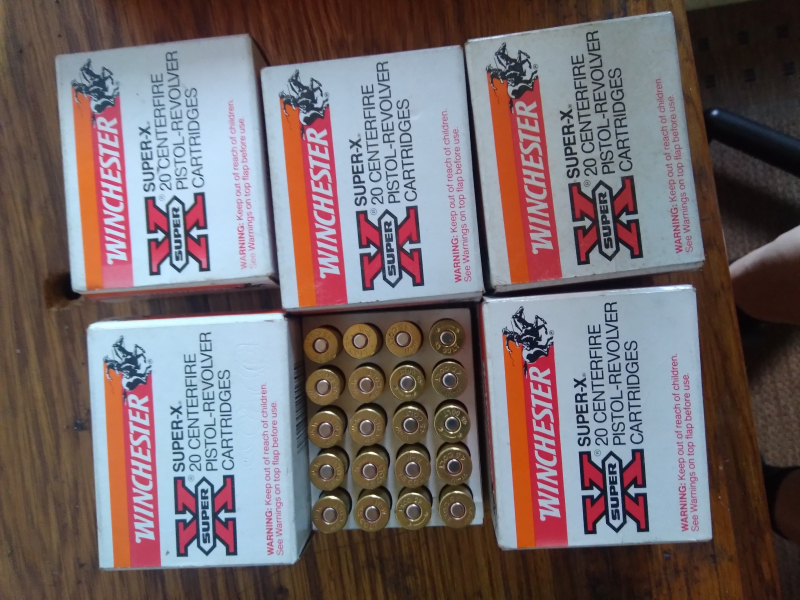 WINCHESTER®
SUPER-X®
20 CENTERFIRE
PISTOL-REVOLVER
CARTRIDGES
X SUPER ®
WARNING: Keep out of reach of children.
See Warnings on top flap before use.
WINCHESTER®
SUPER-X®
20 CENTERFIRE
PISTOL-REVOLVER
CARTRIDGES
X SUPER ®
WARNING: Keep out of reach of children.
See Warnings on top flap before use.
WINCHESTER®
SUPER-X®
20 CENTERFIRE
PISTOL-REVOLVER
CARTRIDGES
X SUPER ®
WARNING: Keep out of reach of children.
See Warnings on top flap before use.
WINCHESTER®
SUPER-X®
20 CENTERFIRE
PISTOL-REVOLVER
CARTRIDGES
X SUPER ®
WARNING: Keep out of reach of children.
See Warnings on top flap before use.
WINCHESTER®
SUPER-X®
20 CENTERFIRE
PISTOL-REVOLVER
CARTRIDGES
X SUPER ®
WARNING: Keep out of reach of children.
See Warnings on top flap before use.